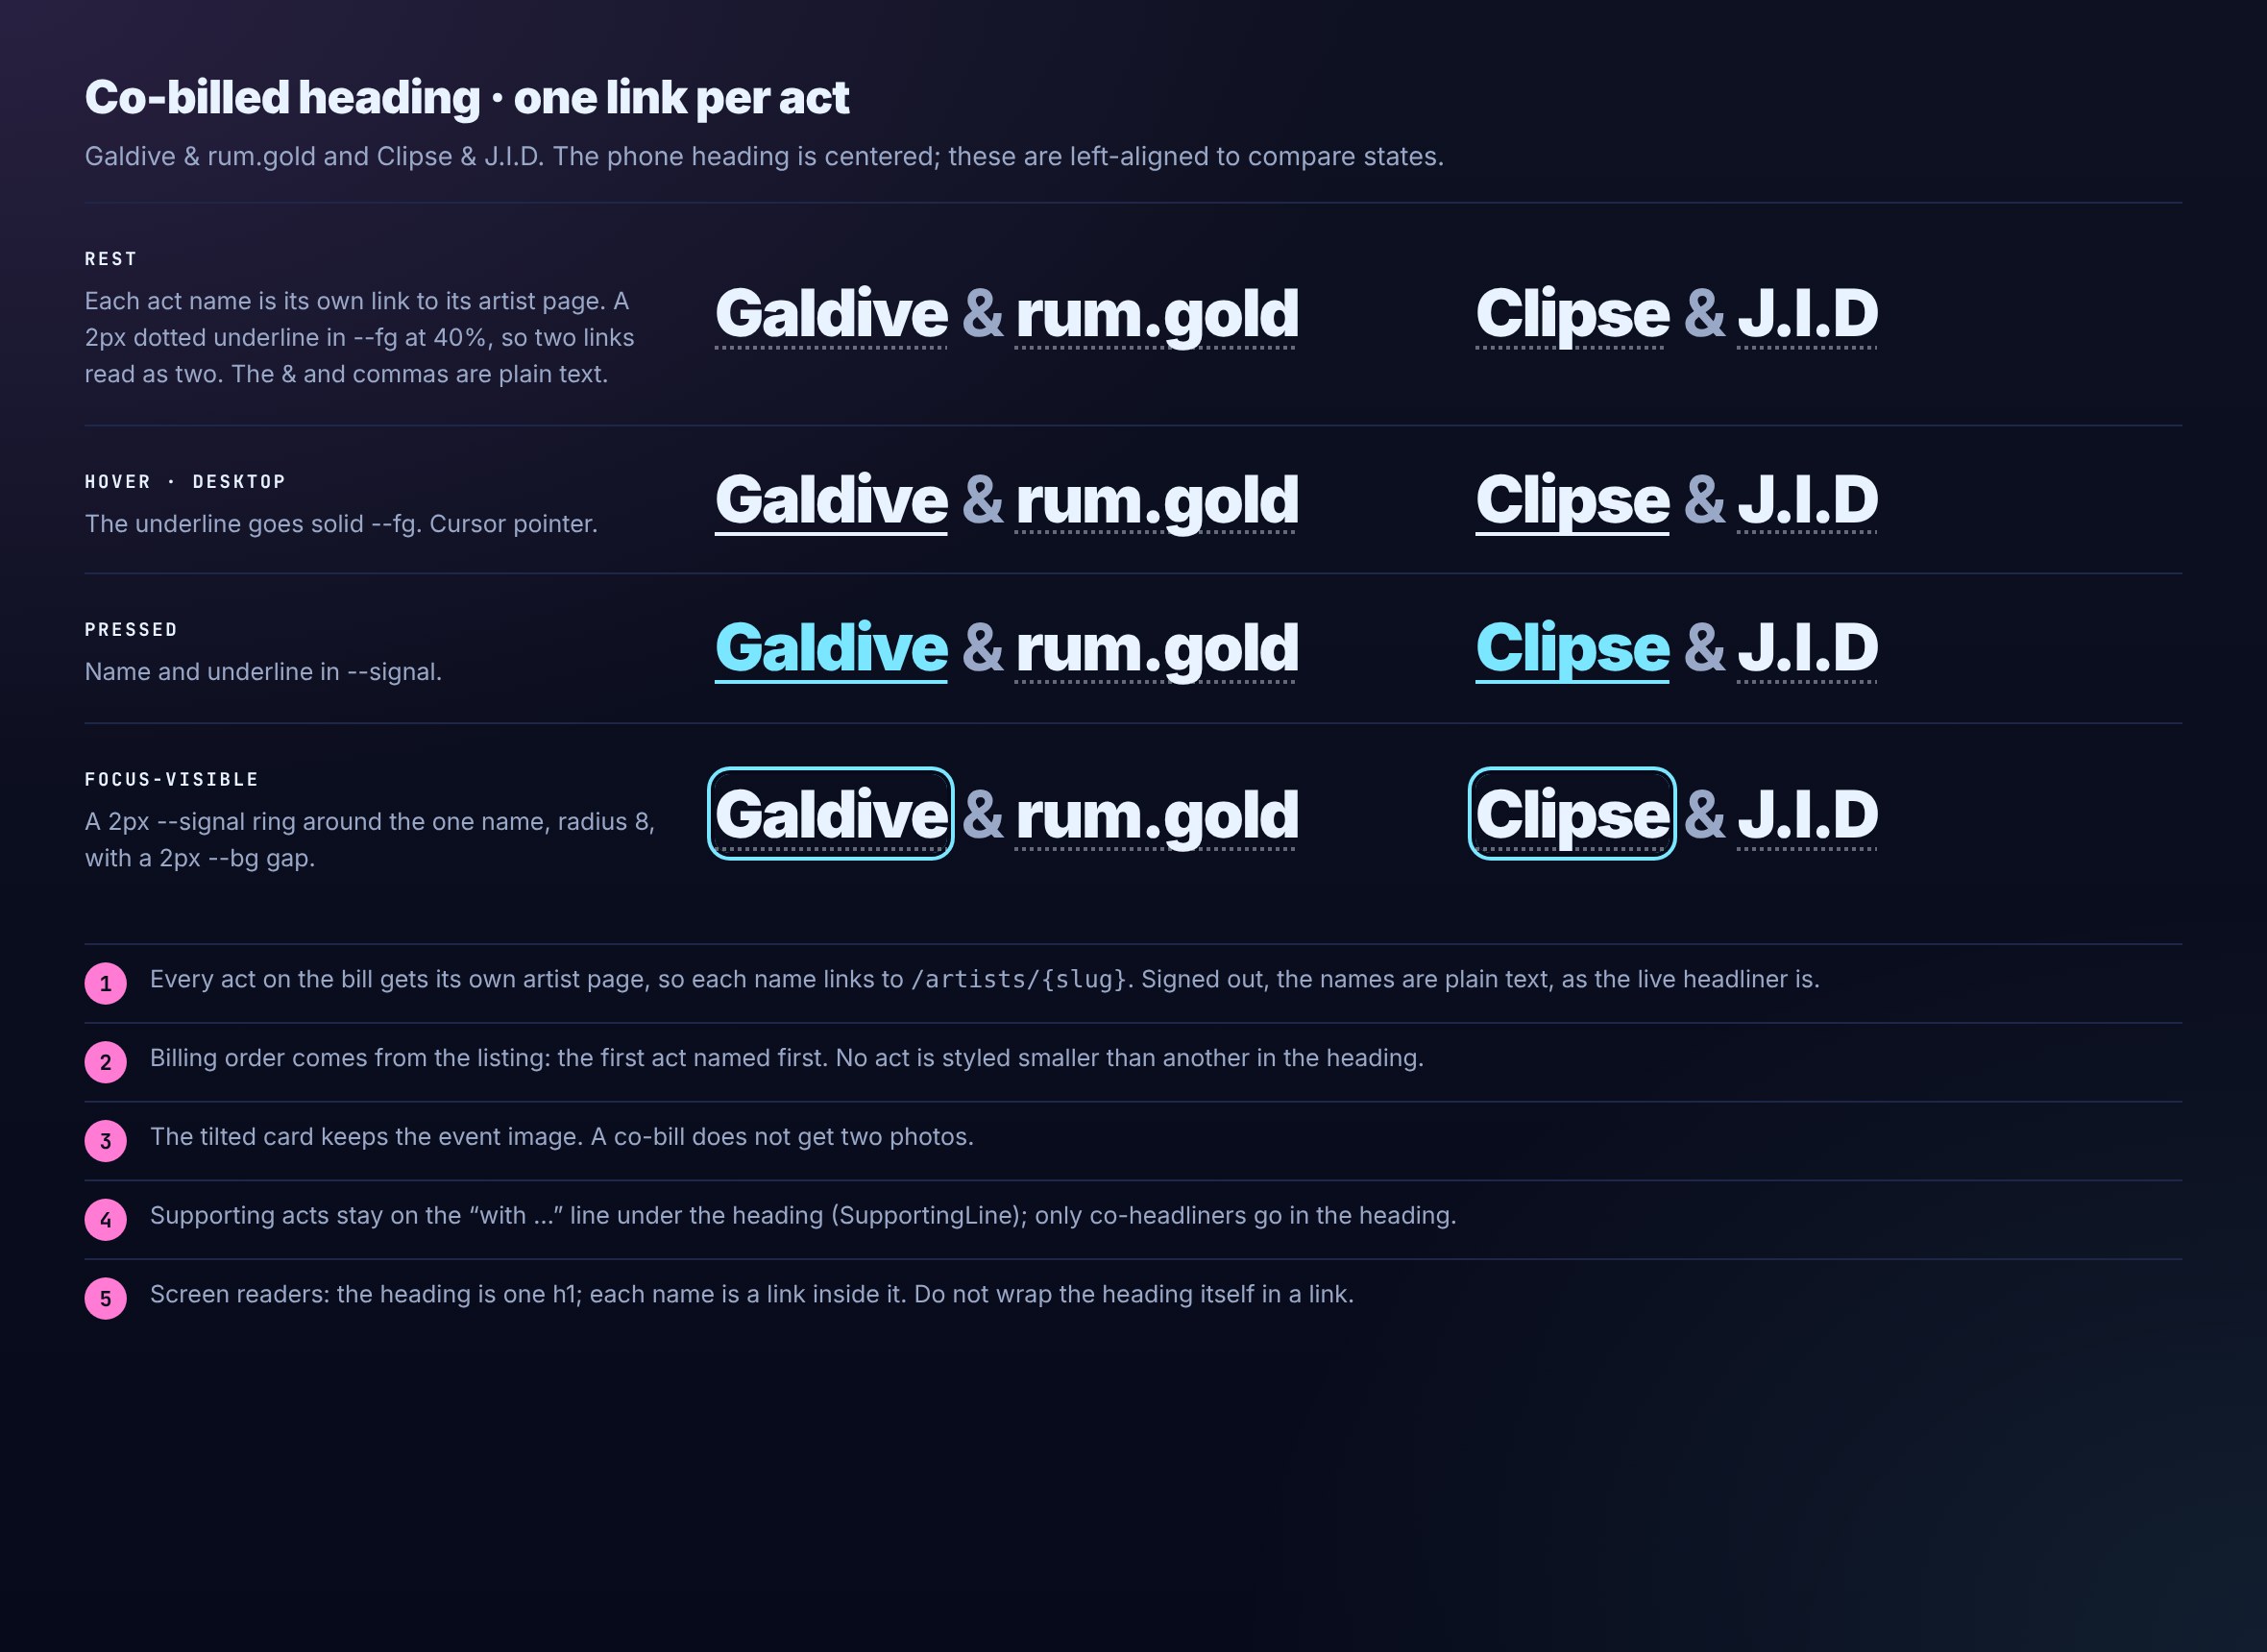 Co-billed heading · one link per act
Galdive & rum.gold and Clipse & J.I.D. The phone heading is centered; these are left-aligned to compare states.
REST
Each act name is its own link to its artist page. A
2px dotted underline in --fg at 40%, so two links
read as two. The & and commas are plain text.
Galdive & rum.gold
Clipse & J.I.D
HOVER · DESKTOP
The underline goes solid --fg. Cursor pointer.
Galdive & rum.gold
Clipse & J.I.D
PRESSED
Name and underline in --signal.
Galdive & rum.gold
Clipse & J.I.D
FOCUS-VISIBLE
A 2px --signal ring around the one name, radius 8,
with a 2px --bg gap.
Galdive & rum.gold
Clipse & J.I.D
1 Every act on the bill gets its own artist page, so each name links to /artists/{slug}. Signed out, the names are plain text, as the live headliner is.
2 Billing order comes from the listing: the first act named first. No act is styled smaller than another in the heading.
3 The tilted card keeps the event image. A co-bill does not get two photos.
4 Supporting acts stay on the “with ...” line under the heading (SupportingLine); only co-headliners go in the heading.
5 Screen readers: the heading is one h1; each name is a link inside it. Do not wrap the heading itself in a link.